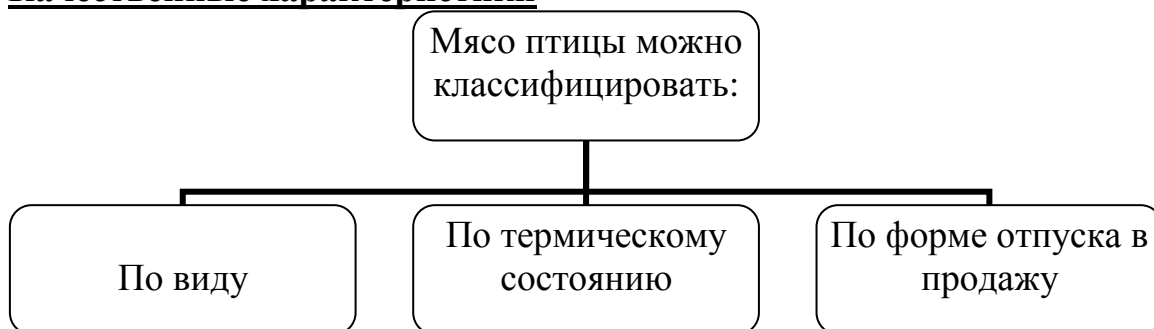 Мясо птицы можно
классифицировать:
По виду
По термическому
состоянию
По форме отпуска в
продажу